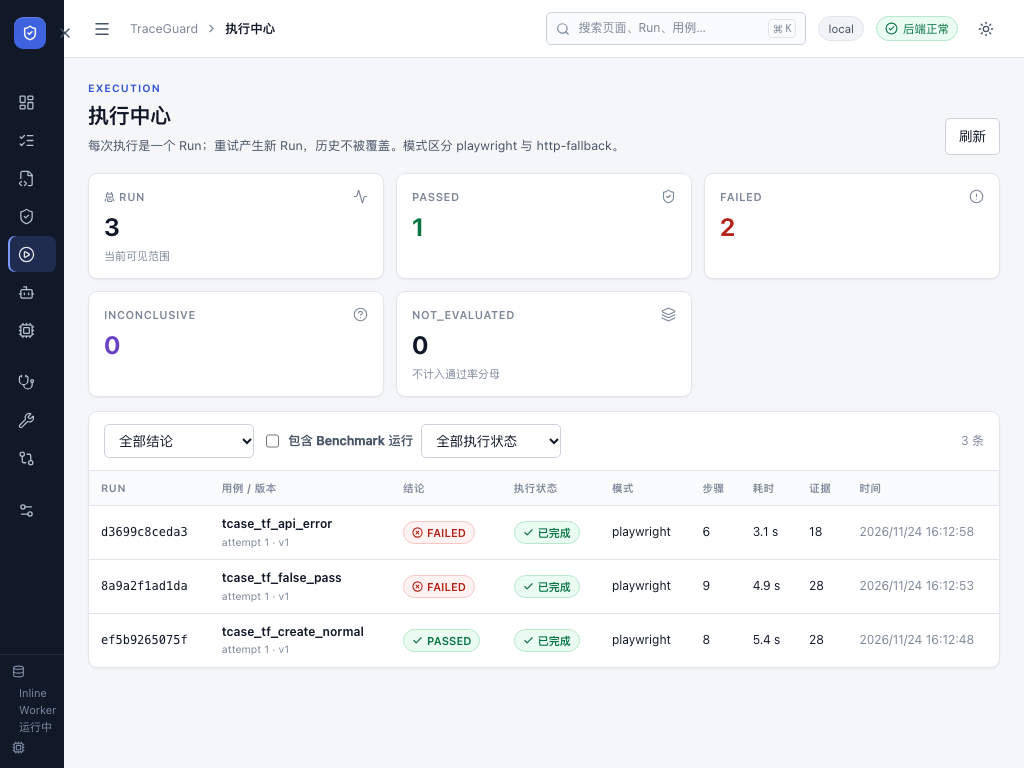 TraceGuard
执行中心
搜索页面、Run、用例...
⌘ K
local
后端正常
EXECUTION
执行中心
每次执行是一个 Run；重试产生新 Run，历史不被覆盖。模式区分 playwright 与 http-fallback。
刷新
RUN
3
当前可见范围
PASSED
1
FAILED
2
INCONCLUSIVE
0
NOT_EVALUATED
0
不计入通过率分母
全部结论
包含 Benchmark 运行
全部执行状态
3 条
RUN 用例 / 版本 结论 执行状态 模式 步骤 耗时 证据 时间
d3699c8ceda3 tcase_tf_api_error FAILED 已完成 playwright 6 3.1 s 18 2026/11/24 16:12:58
attempt 1 · v1
8a9a2f1ad1da tcase_tf_false_pass FAILED 已完成 playwright 9 4.9 s 28 2026/11/24 16:12:53
attempt 1 · v1
ef5b9265075f tcase_tf_create_normal PASSED 已完成 playwright 8 5.4 s 28 2026/11/24 16:12:48
attempt 1 · v1
Inline
Worker
运行中